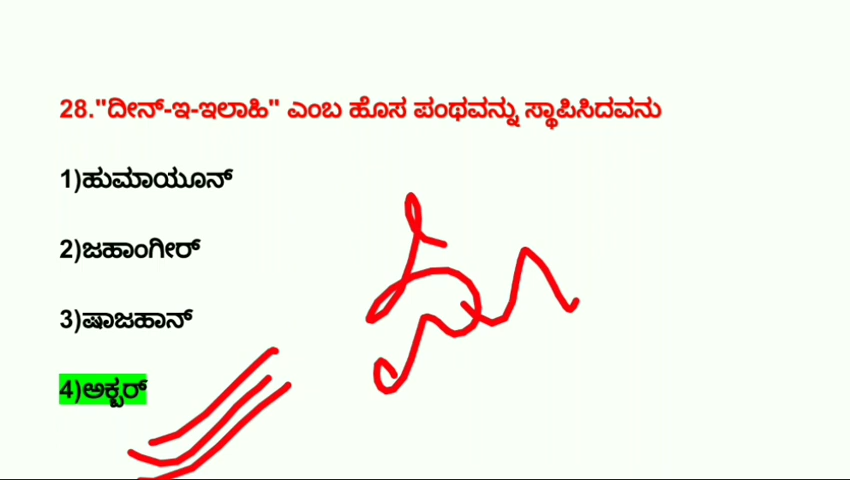 28."ದೀನ್-ಇ-ಇಲಾಹಿ" ಎಂಬ ಹೊಸ ಪಂಥವನ್ನು ಸ್ಥಾಪಿಸಿದವನು
1)ಹುಮಾಯೂನ್
2)ಜಹಾಂಗೀರ್
3)ಷಾಜಹಾನ್
4)ಅಕ್ಬರ್